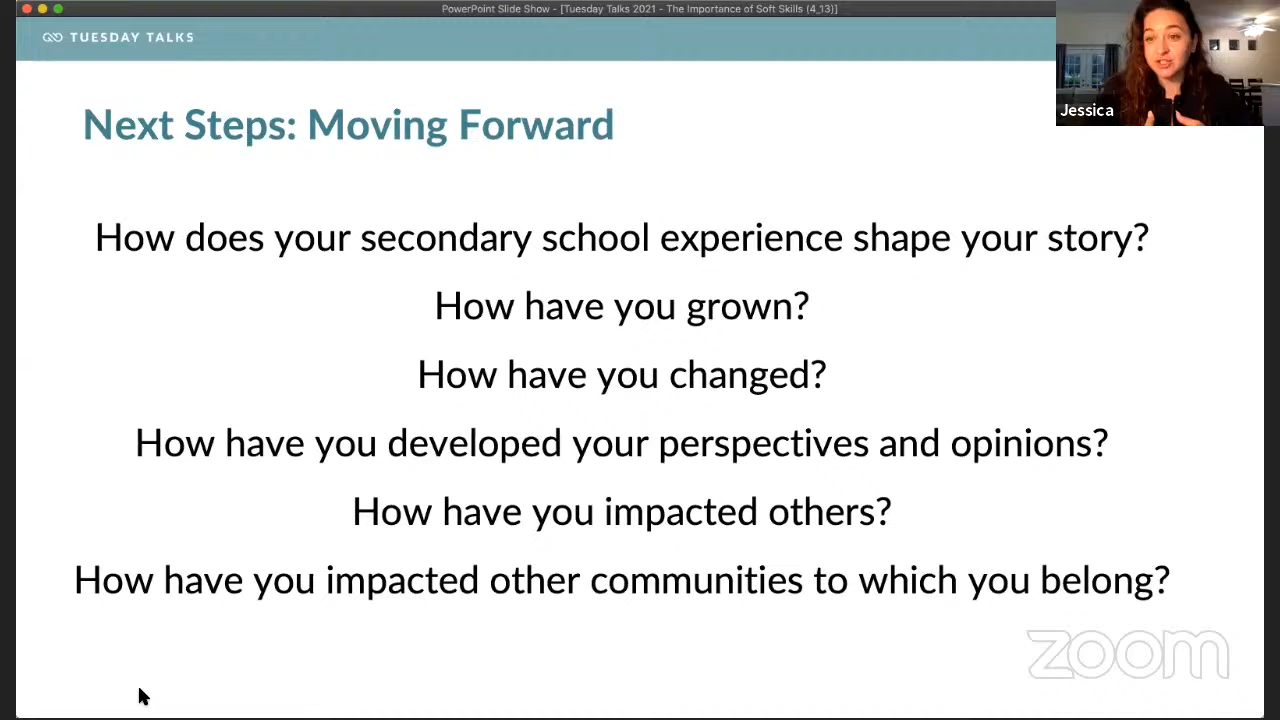 PowerPoint Slide Show - [Tuesday Talks 2021 - The Importance of Soft Skills (4_13)]
TUESDAY TALKS
Jessica
Next Steps: Moving Forward
How does your secondary school experience shape your story?
How have you grown?
How have you changed?
How have you developed your perspectives and opinions?
How have you impacted others?
How have you impacted other communities to which you belong?
zoom